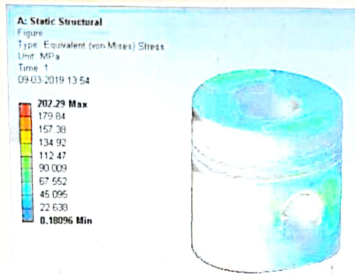 A: Static Structural
Figure
Type: Equivalent (von-Mises) Stress
Unit: MPa
Time: 1
09-03-2019 13:54
202.29 Max
179.84
157.38
134.92
112.47
90.009
67.552
45.095
22.638
0.18096 Min